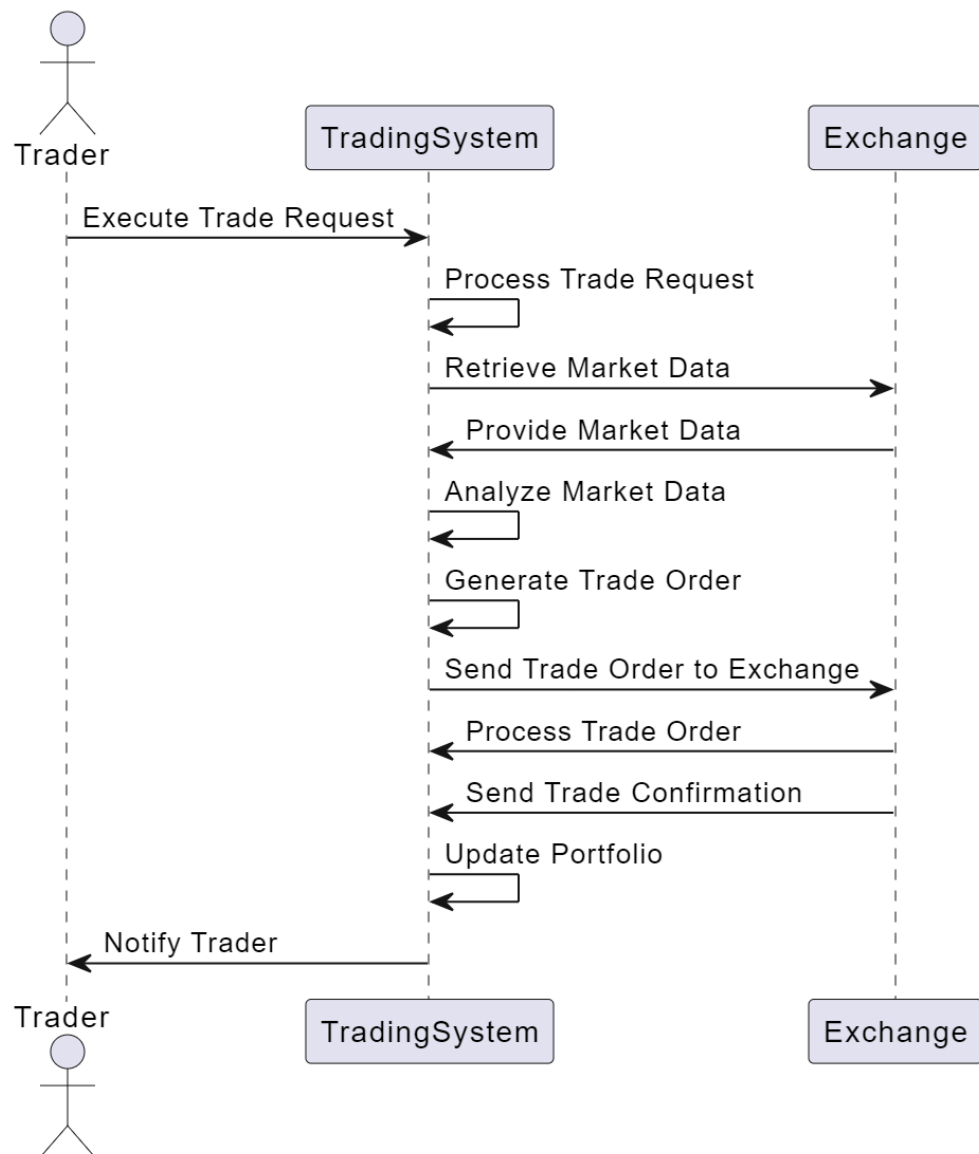 Trader
TradingSystem
Exchange
Execute Trade Request
Process Trade Request
Retrieve Market Data
Provide Market Data
Analyze Market Data
Generate Trade Order
Send Trade Order to Exchange
Process Trade Order
Send Trade Confirmation
Update Portfolio
Notify Trader
Trader
TradingSystem
Exchange